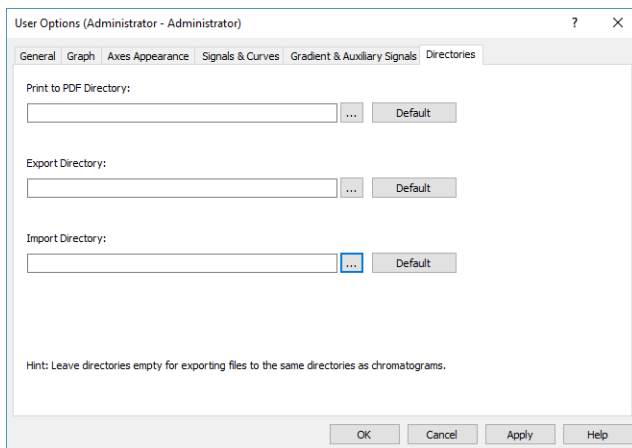 User Options (Administrator - Administrator) ?
General Graph Axes Appearance Signals & Curves Gradient & Auxiliary Signals Directories
Print to PDF Directory:
... Default
Export Directory:
... Default
Import Directory:
... Default
Hint: Leave directories empty for exporting files to the same directories as chromatograms.
OK Cancel Apply Help